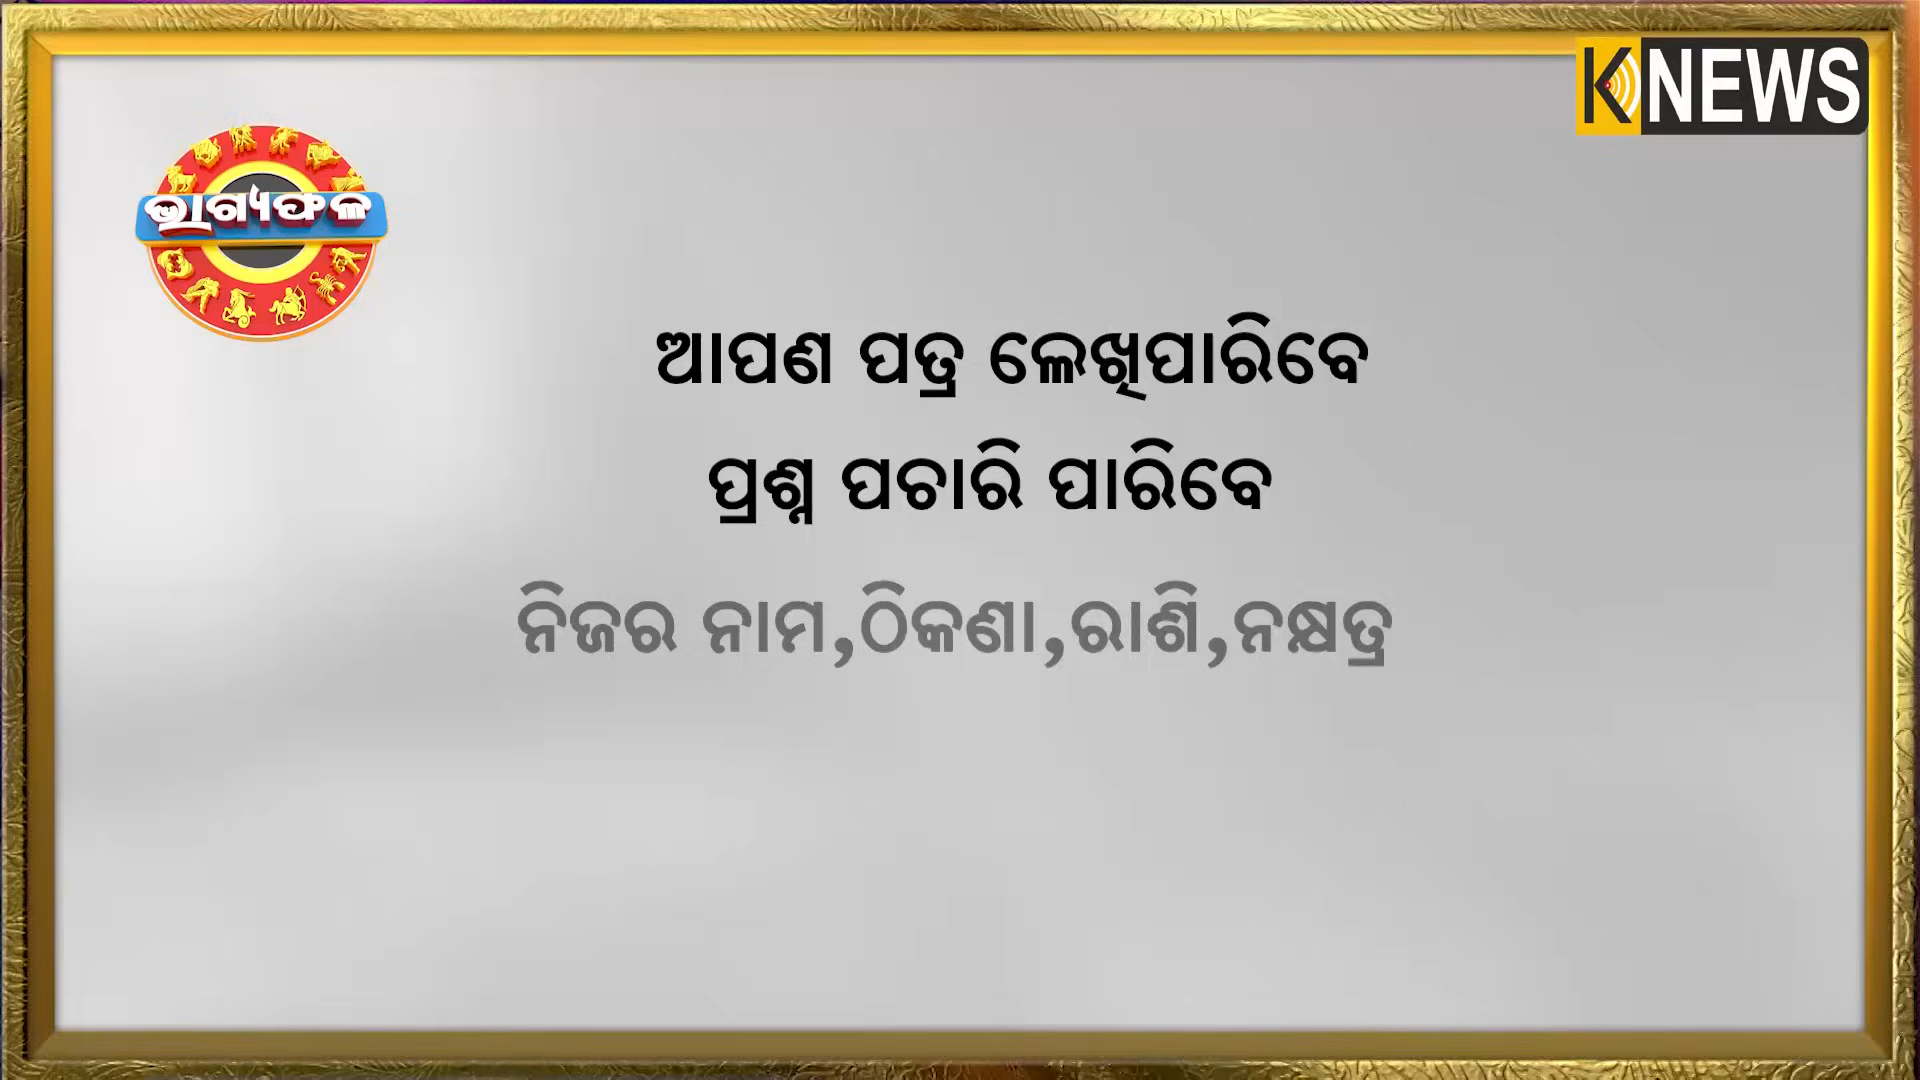 KNEWS
ଭାଗ୍ୟଫଳ
ଆପଣ ପତ୍ର ଲେଖିପାରିବେ
ପ୍ରଶ୍ନ ପଚାରି ପାରିବେ
ନିଜର ନାମ,ଠିକଣା,ରାଶି,ନକ୍ଷତ୍ର